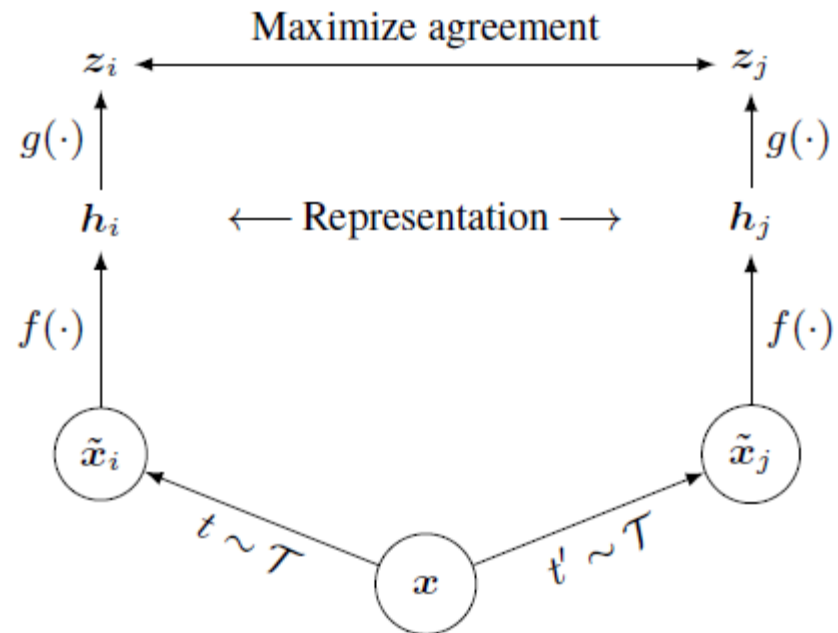 Maximize agreement
z_i z_j
g(·) g(·)
h_i ← Representation → h_j
f(·) f(·)
x̃_i x̃_j
t ∼ 𝒯 t′ ∼ 𝒯
x